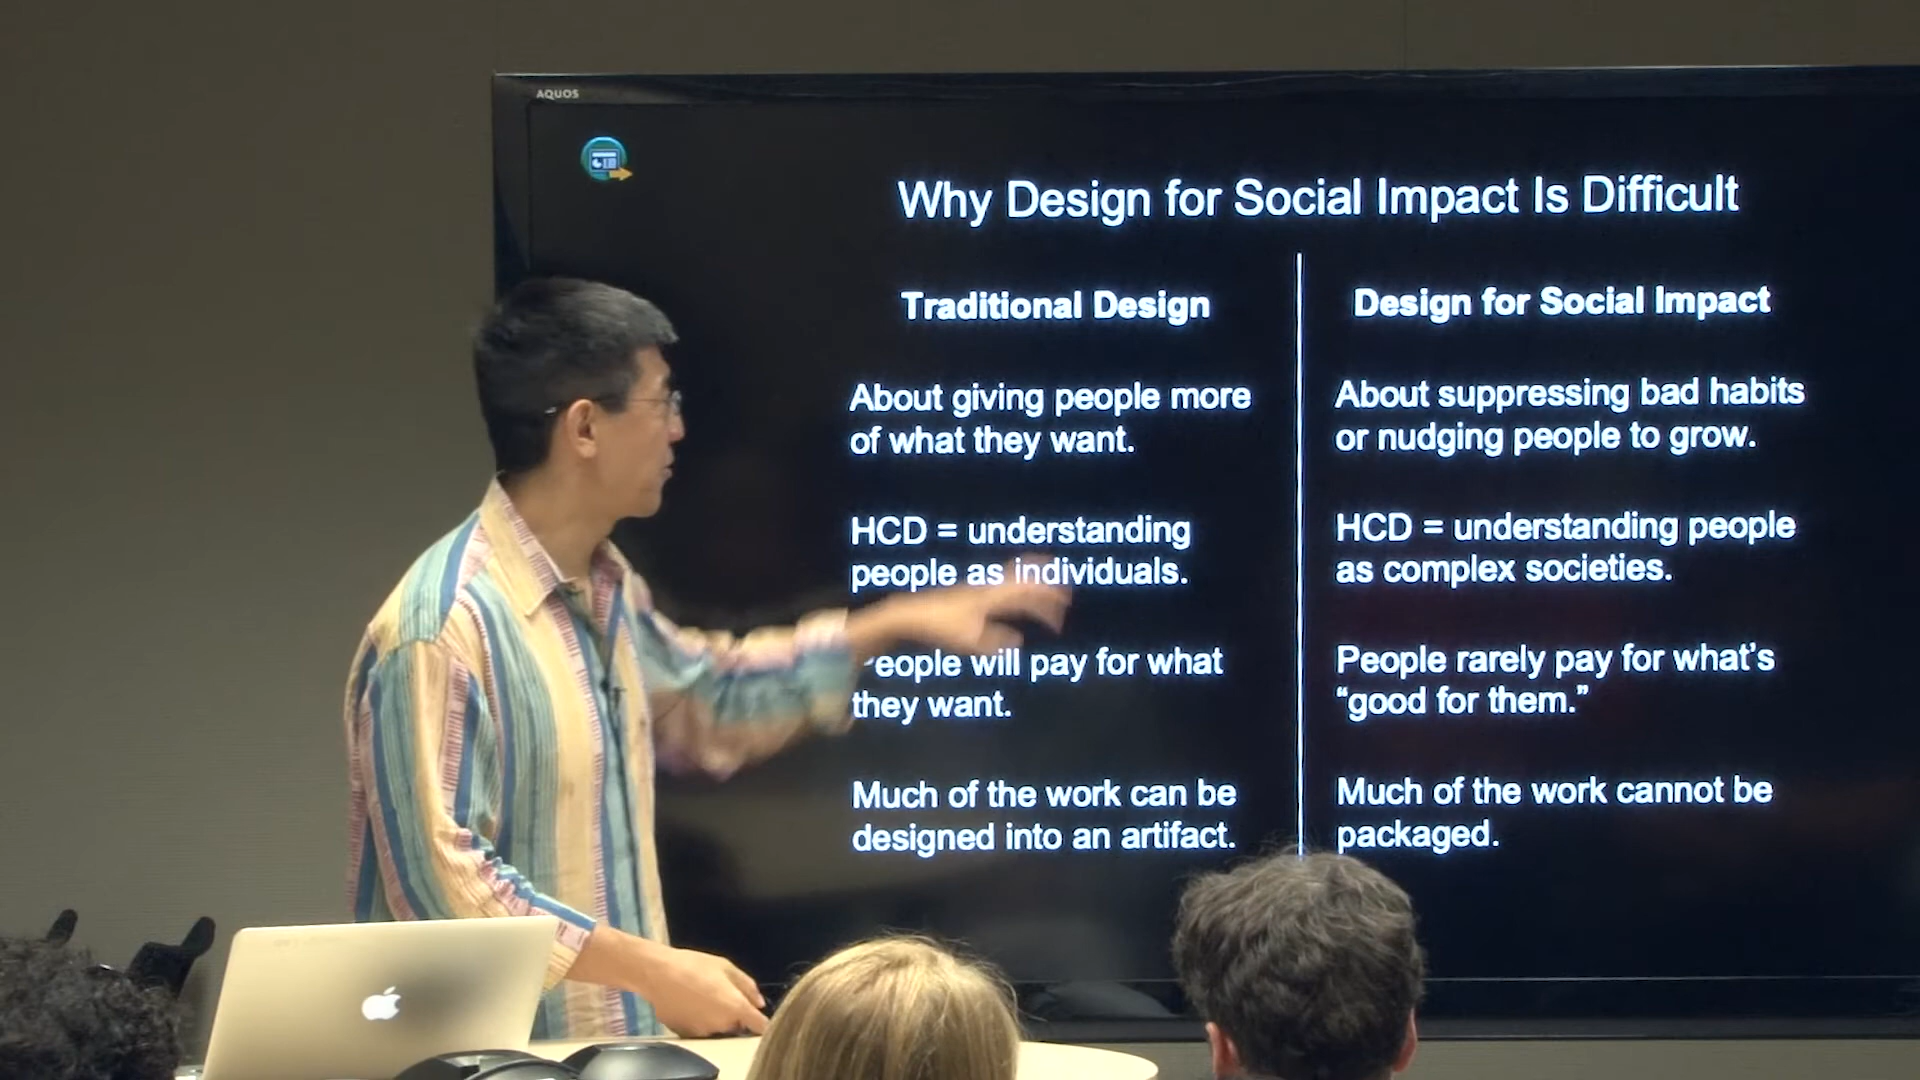 AQUOS
Why Design for Social Impact Is Difficult
Traditional Design
About giving people more
of what they want.
HCD = understanding
people as individuals.
People will pay for what
they want.
Much of the work can be
designed into an artifact.
Design for Social Impact
About suppressing bad habits
or nudging people to grow.
HCD = understanding people
as complex societies.
People rarely pay for what’s
“good for them.”
Much of the work cannot be
packaged.